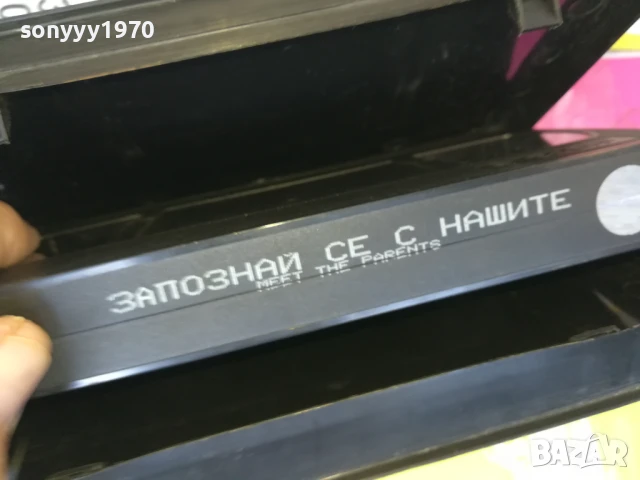 sonyyy1970
ЗАПОЗНАЙ СЕ С НАШИТЕ
MEET THE PARENTS
BAZAR